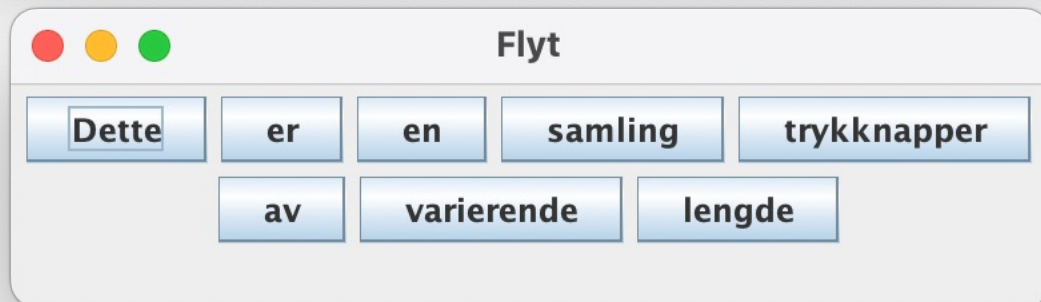 Flyt
Dette er en samling trykknapper
av varierende lengde